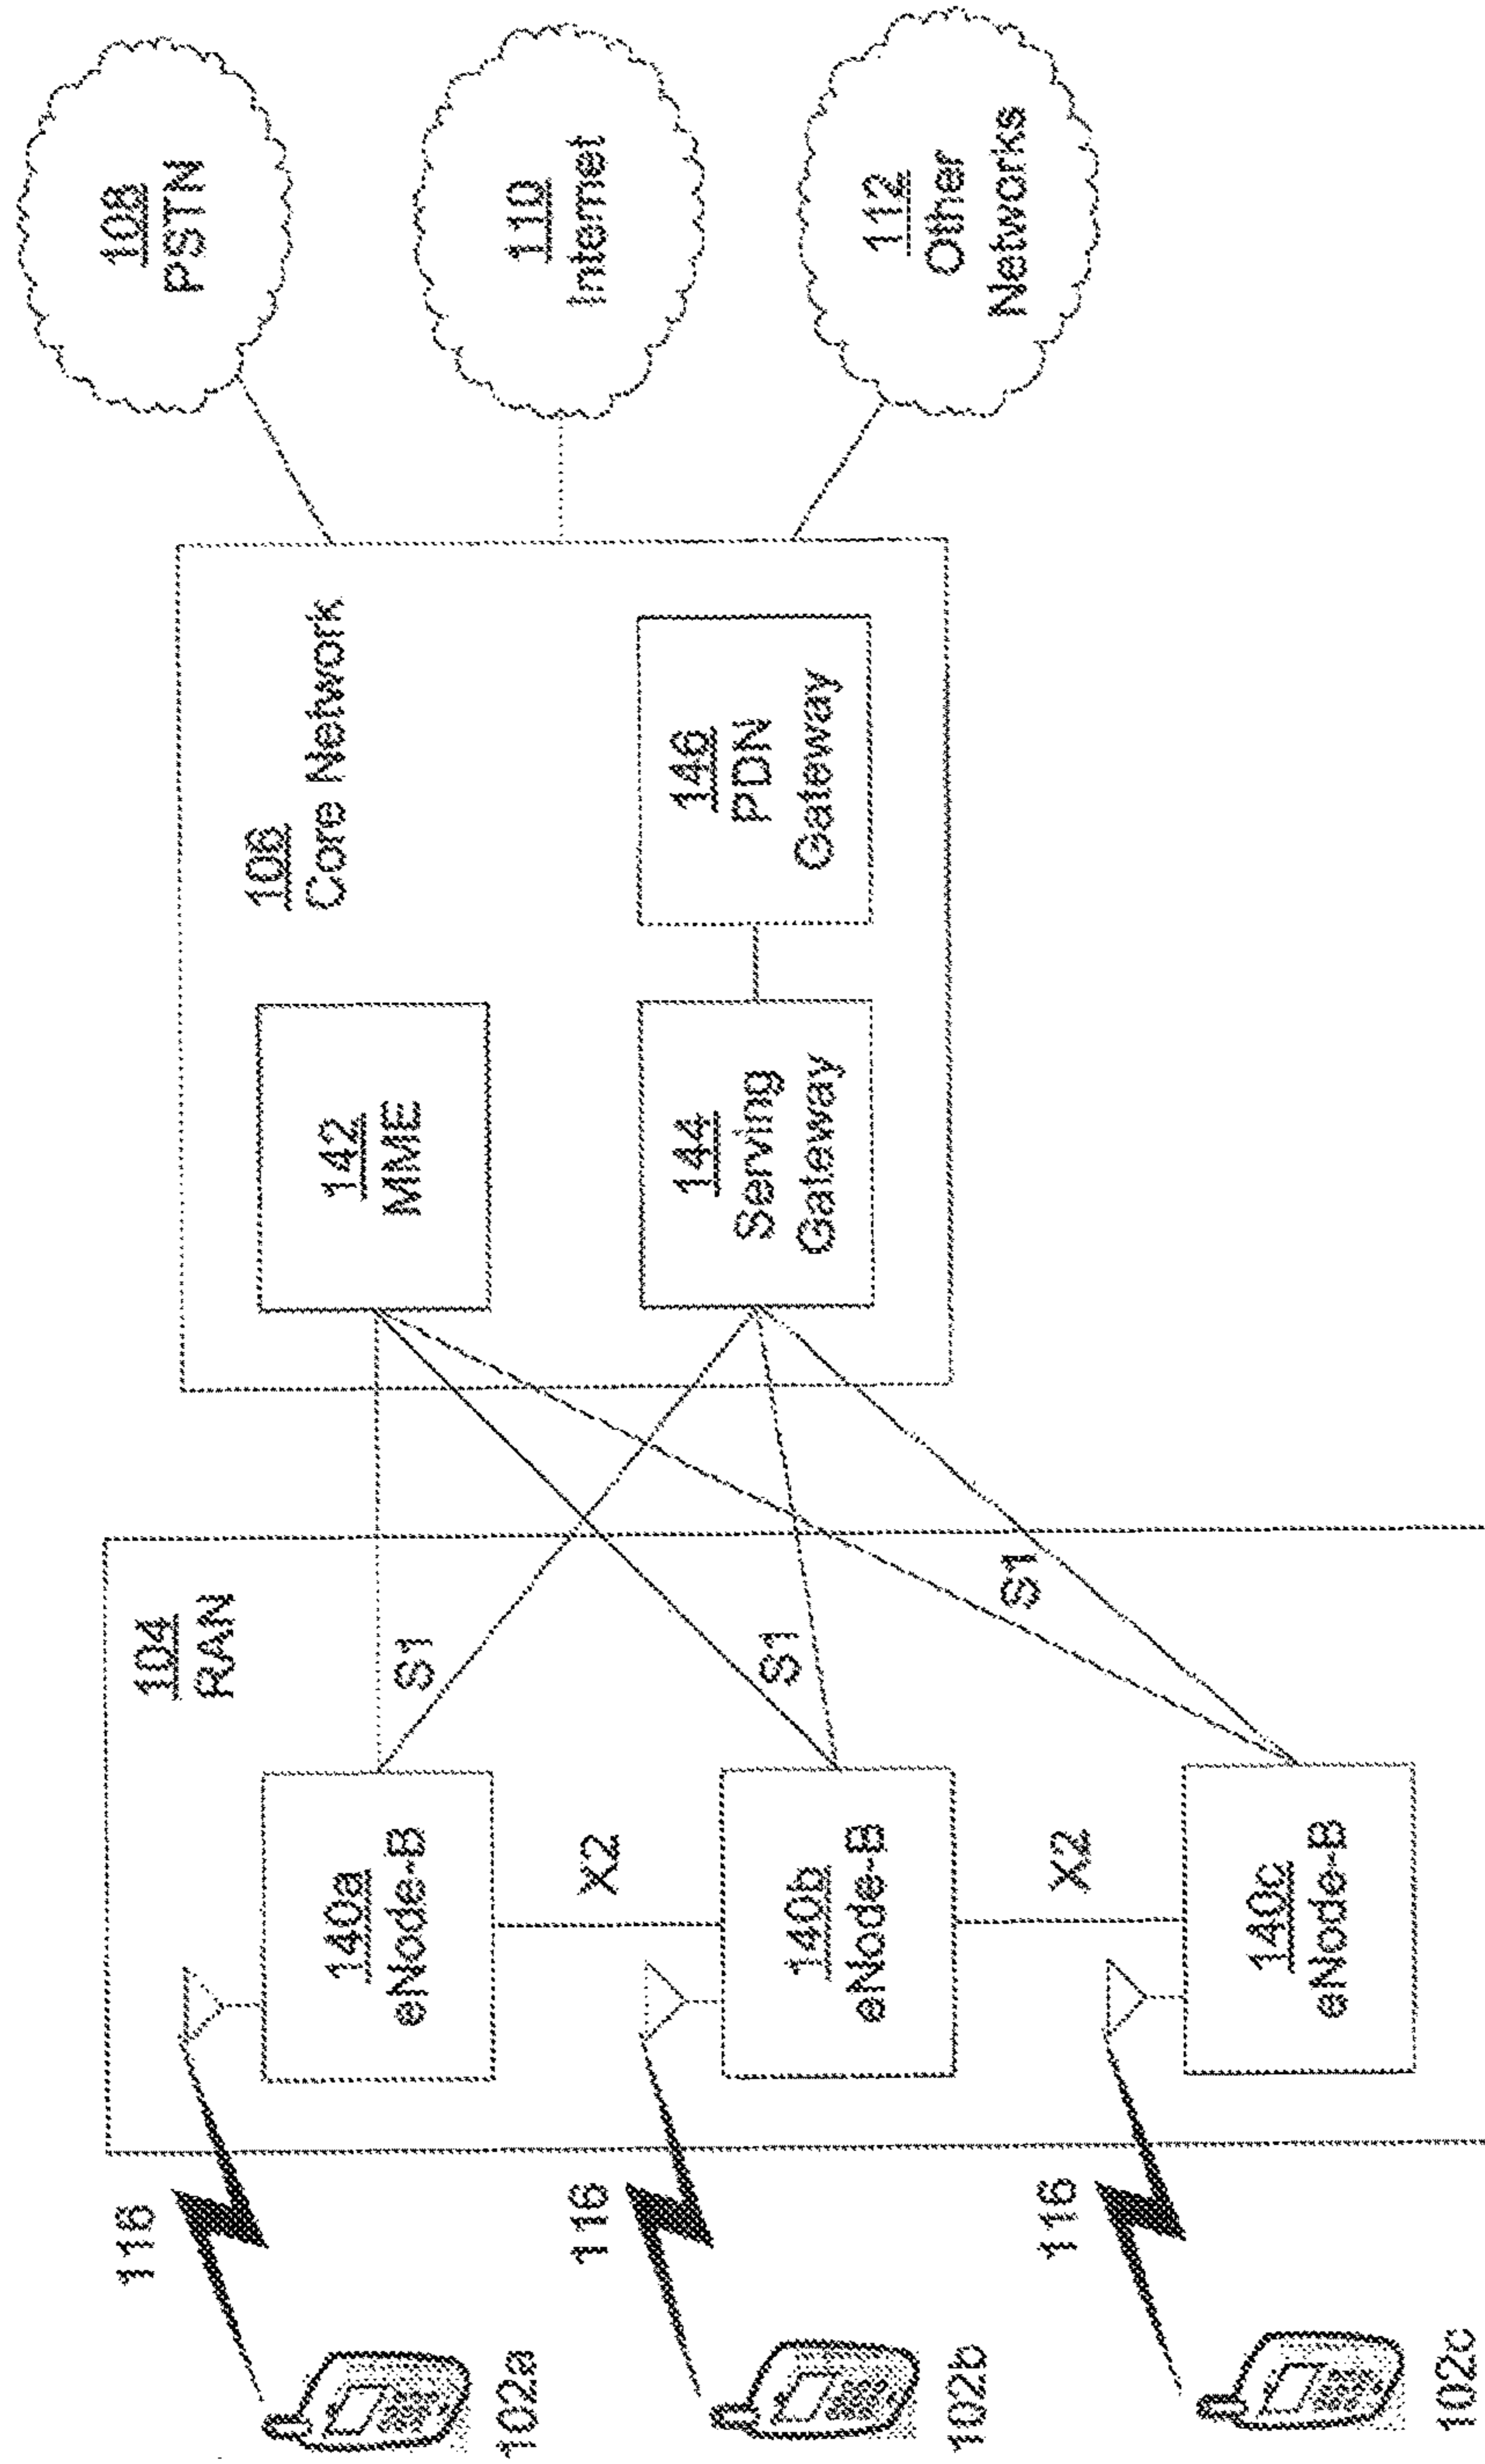 116
102a
116
102b
116
102c
104
RAN
140a
eNode-B
X2
140b
eNode-B
X2
140c
eNode-B
S1
S1
S1
106
Core Network
142
MME
144
Serving
Gateway
146
PDN
Gateway
108
PSTN
110
Internet
112
Other
Networks